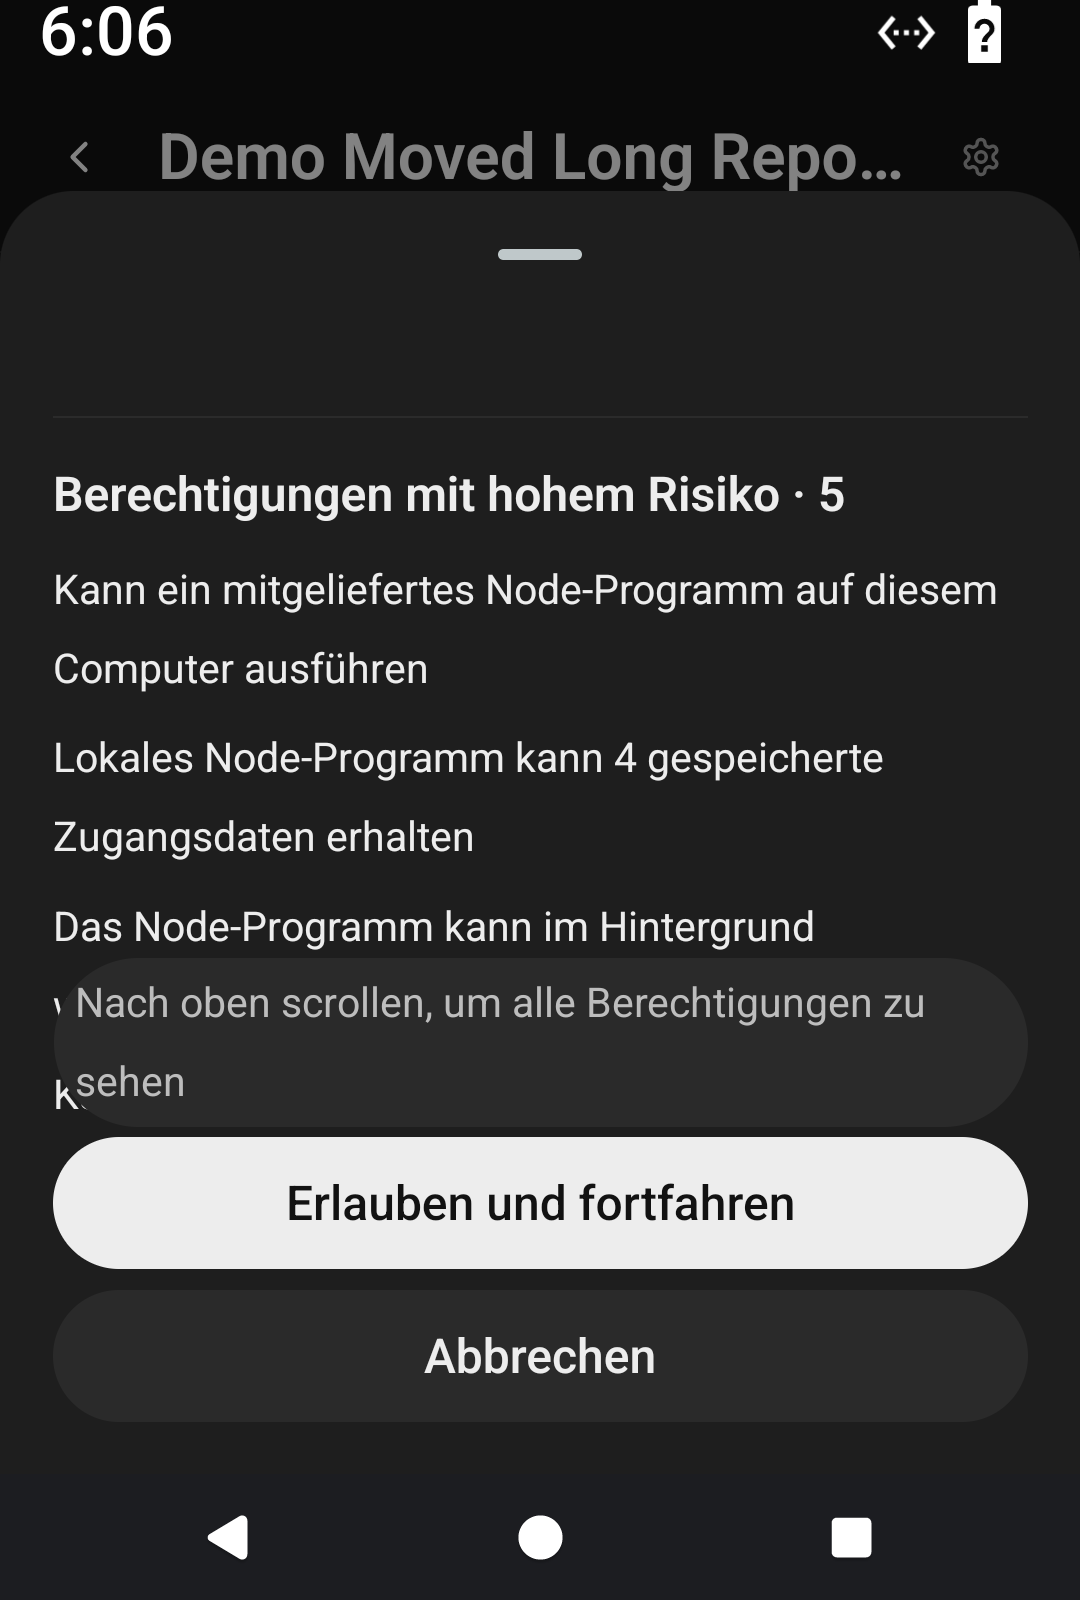 6:06
Demo Moved Long Repo…
Berechtigungen mit hohem Risiko · 5
Kann ein mitgeliefertes Node-Programm auf diesem
Computer ausführen
Lokales Node-Programm kann 4 gespeicherte
Zugangsdaten erhalten
Das Node-Programm kann im Hintergrund
Nach oben scrollen, um alle Berechtigungen zu
sehen
Erlauben und fortfahren
Abbrechen